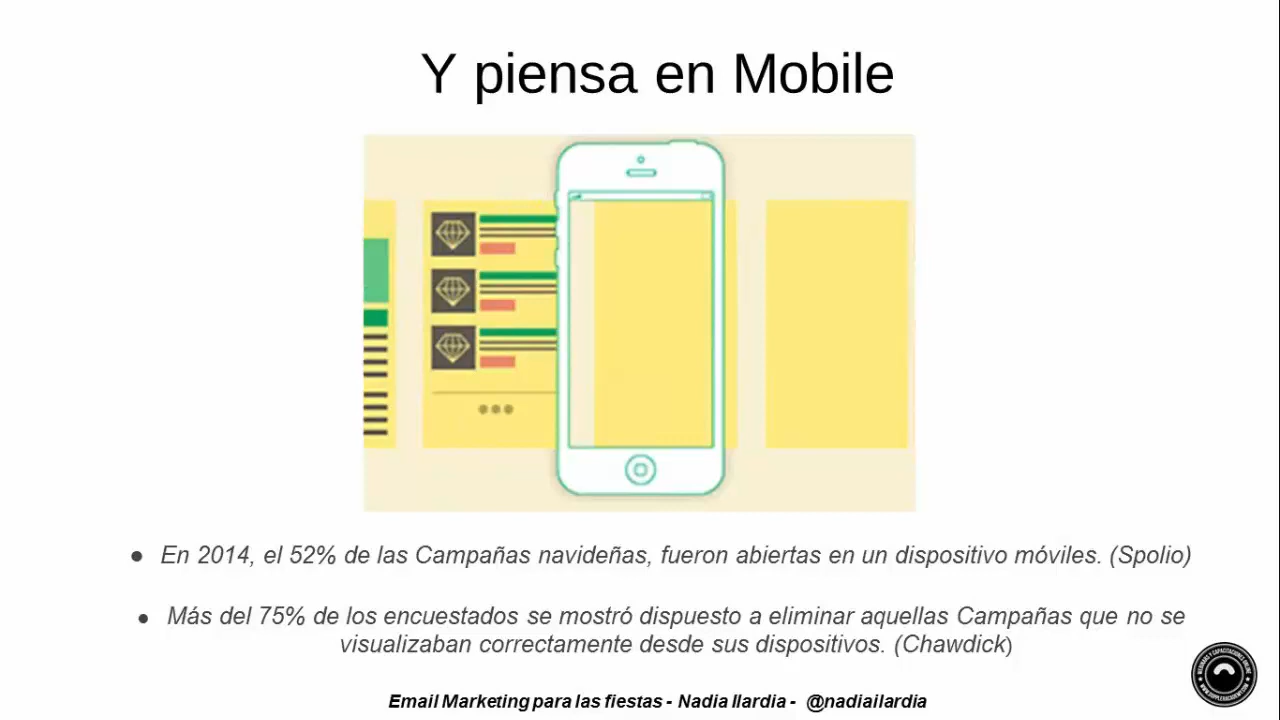 Y piensa en Mobile
● En 2014, el 52% de las Campañas navideñas, fueron abiertas en un dispositivo móviles. (Spolio)
● Más del 75% de los encuestados se mostró dispuesto a eliminar aquellas Campañas que no se
visualizaban correctamente desde sus dispositivos. (Chawdick)
Email Marketing para las fiestas - Nadia Ilardia - @nadiailardia